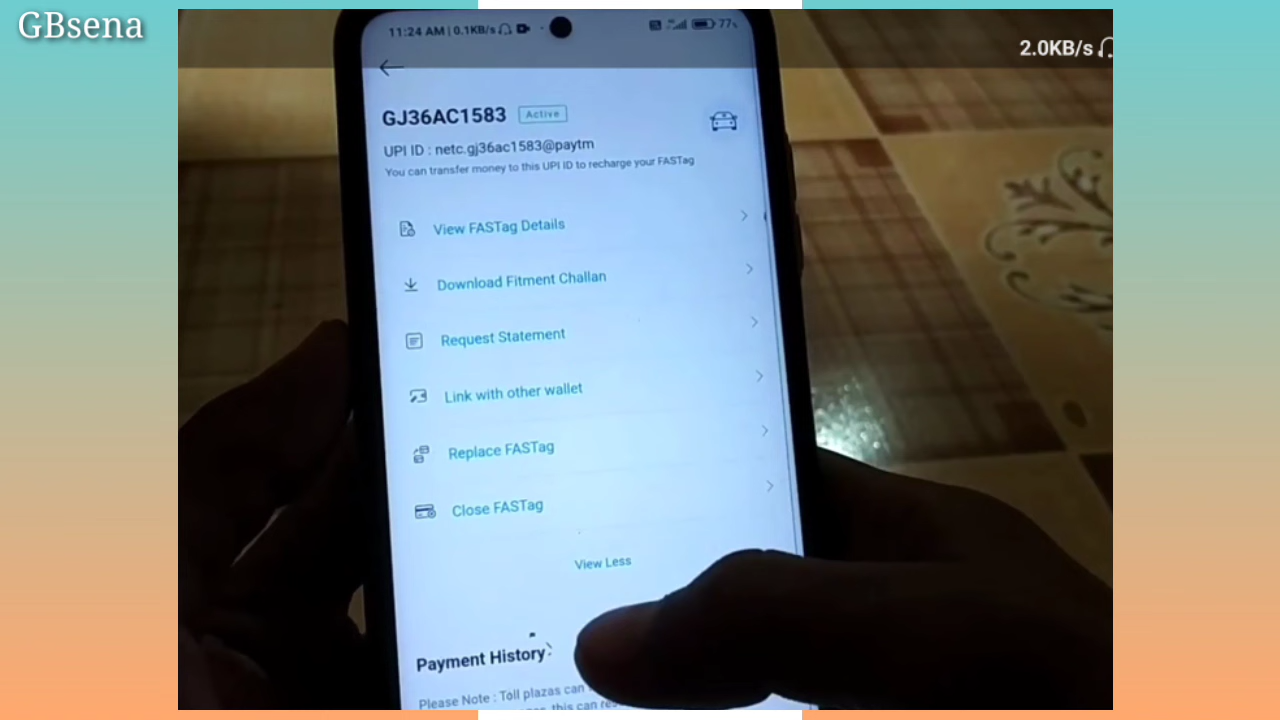 GBsena
2.0KB/s
11:24 AM | 0.1KB/s
77%
GJ36AC1583 Active
UPI ID : netc.gj36ac1583@paytm
You can transfer money to this UPI ID to recharge your FASTag
View FASTag Details
Download Fitment Challan
Request Statement
Link with other wallet
Replace FASTag
Close FASTag
View Less
Payment History
Please Note : Toll plazas can
this can